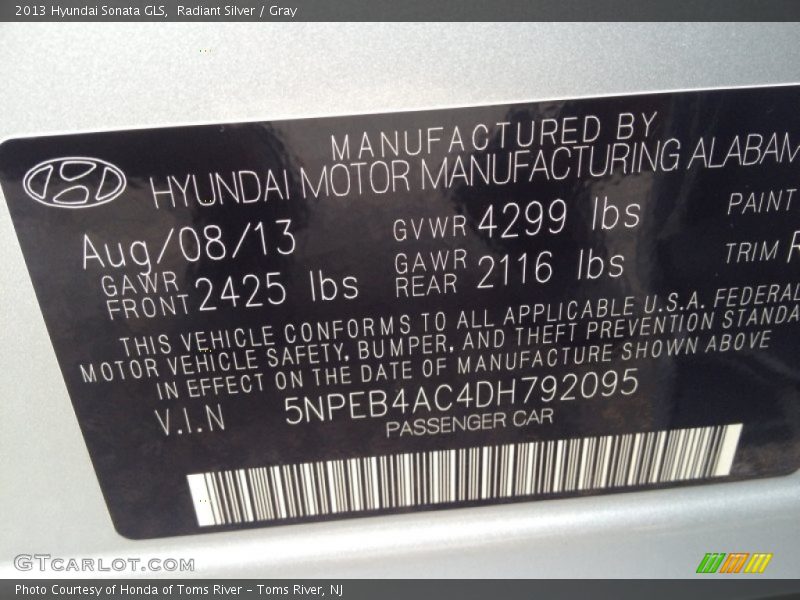 2013 Hyundai Sonata GLS, Radiant Silver / Gray
MANUFACTURED BY
HYUNDAI MOTOR MANUFACTURING ALABAM
Aug/08/13 GVWR 4299 lbs PAINT
GAWR FRONT 2425 lbs GAWR REAR 2116 lbs TRIM R
THIS VEHICLE CONFORMS TO ALL APPLICABLE U.S.A. FEDERAL
MOTOR VEHICLE SAFETY, BUMPER, AND THEFT PREVENTION STANDA
IN EFFECT ON THE DATE OF MANUFACTURE SHOWN ABOVE
V.I.N 5NPEB4AC4DH792095
PASSENGER CAR
GTCARLOT.COM
Photo Courtesy of Honda of Toms River - Toms River, NJ